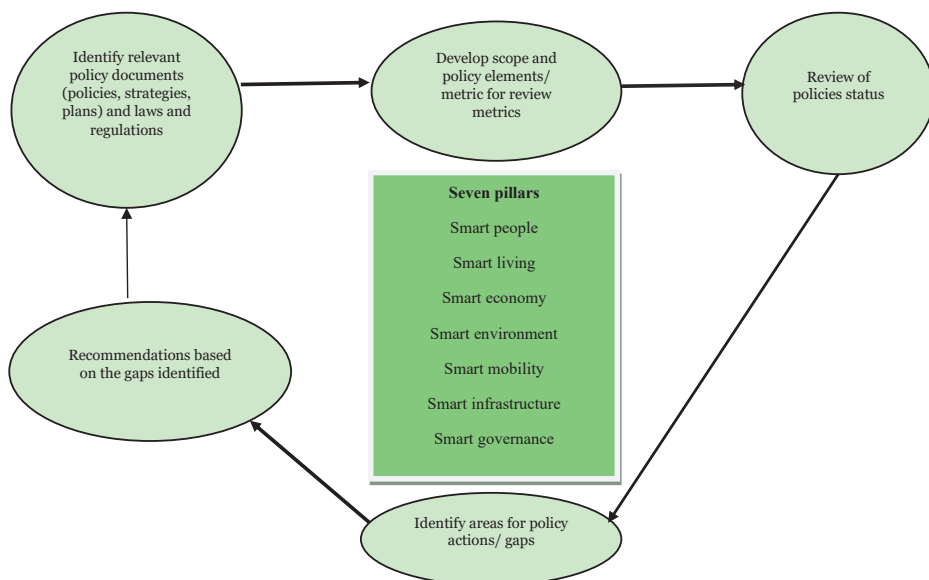 Identify relevant
policy documents
(policies, strategies,
plans) and laws and
regulations
Develop scope and
policy elements/
metric for review
metrics
Review of
policies status
Seven pillars
Smart people
Smart living
Smart economy
Smart environment
Smart mobility
Smart infrastructure
Smart governance
Recommendations based
on the gaps identified
Identify areas for policy
actions/ gaps